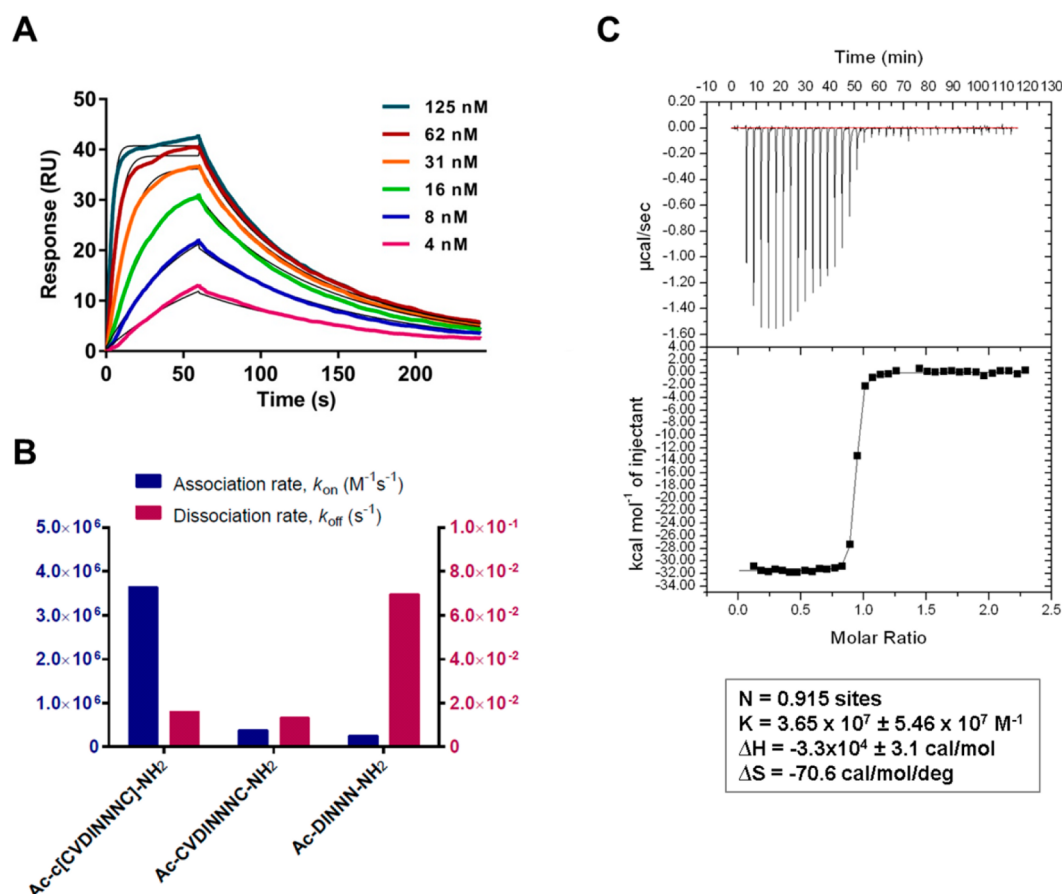 A
Response (RU)
50
40
30
20
10
0
0 50 100 150 200
Time (s)
125 nM
62 nM
31 nM
16 nM
8 nM
4 nM
B
Association rate, kon (M⁻¹s⁻¹)
Dissociation rate, koff (s⁻¹)
5.0×10⁶
4.0×10⁶
3.0×10⁶
2.0×10⁶
1.0×10⁶
0
1.0×10⁻¹
8.0×10⁻²
6.0×10⁻²
4.0×10⁻²
2.0×10⁻²
0
Ac-c[CVDINNNC]-NH₂
Ac-CVDINNNC-NH₂
Ac-DINNN-NH₂
C
Time (min)
-10 0 10 20 30 40 50 60 70 80 90 100 110 120 130
0.20
0.00
-0.20
-0.40
-0.60
-0.80
-1.00
-1.20
-1.40
-1.60
µcal/sec
4.00
2.00
0.00
-2.00
-4.00
-6.00
-8.00
-10.00
-12.00
-14.00
-16.00
-18.00
-20.00
-22.00
-24.00
-26.00
-28.00
-30.00
-32.00
-34.00
kcal mol⁻¹ of injectant
0.0 0.5 1.0 1.5 2.0 2.5
Molar Ratio
N = 0.915 sites
K = 3.65 x 10⁷ ± 5.46 x 10⁷ M⁻¹
ΔH = -3.3x10⁴ ± 3.1 cal/mol
ΔS = -70.6 cal/mol/deg